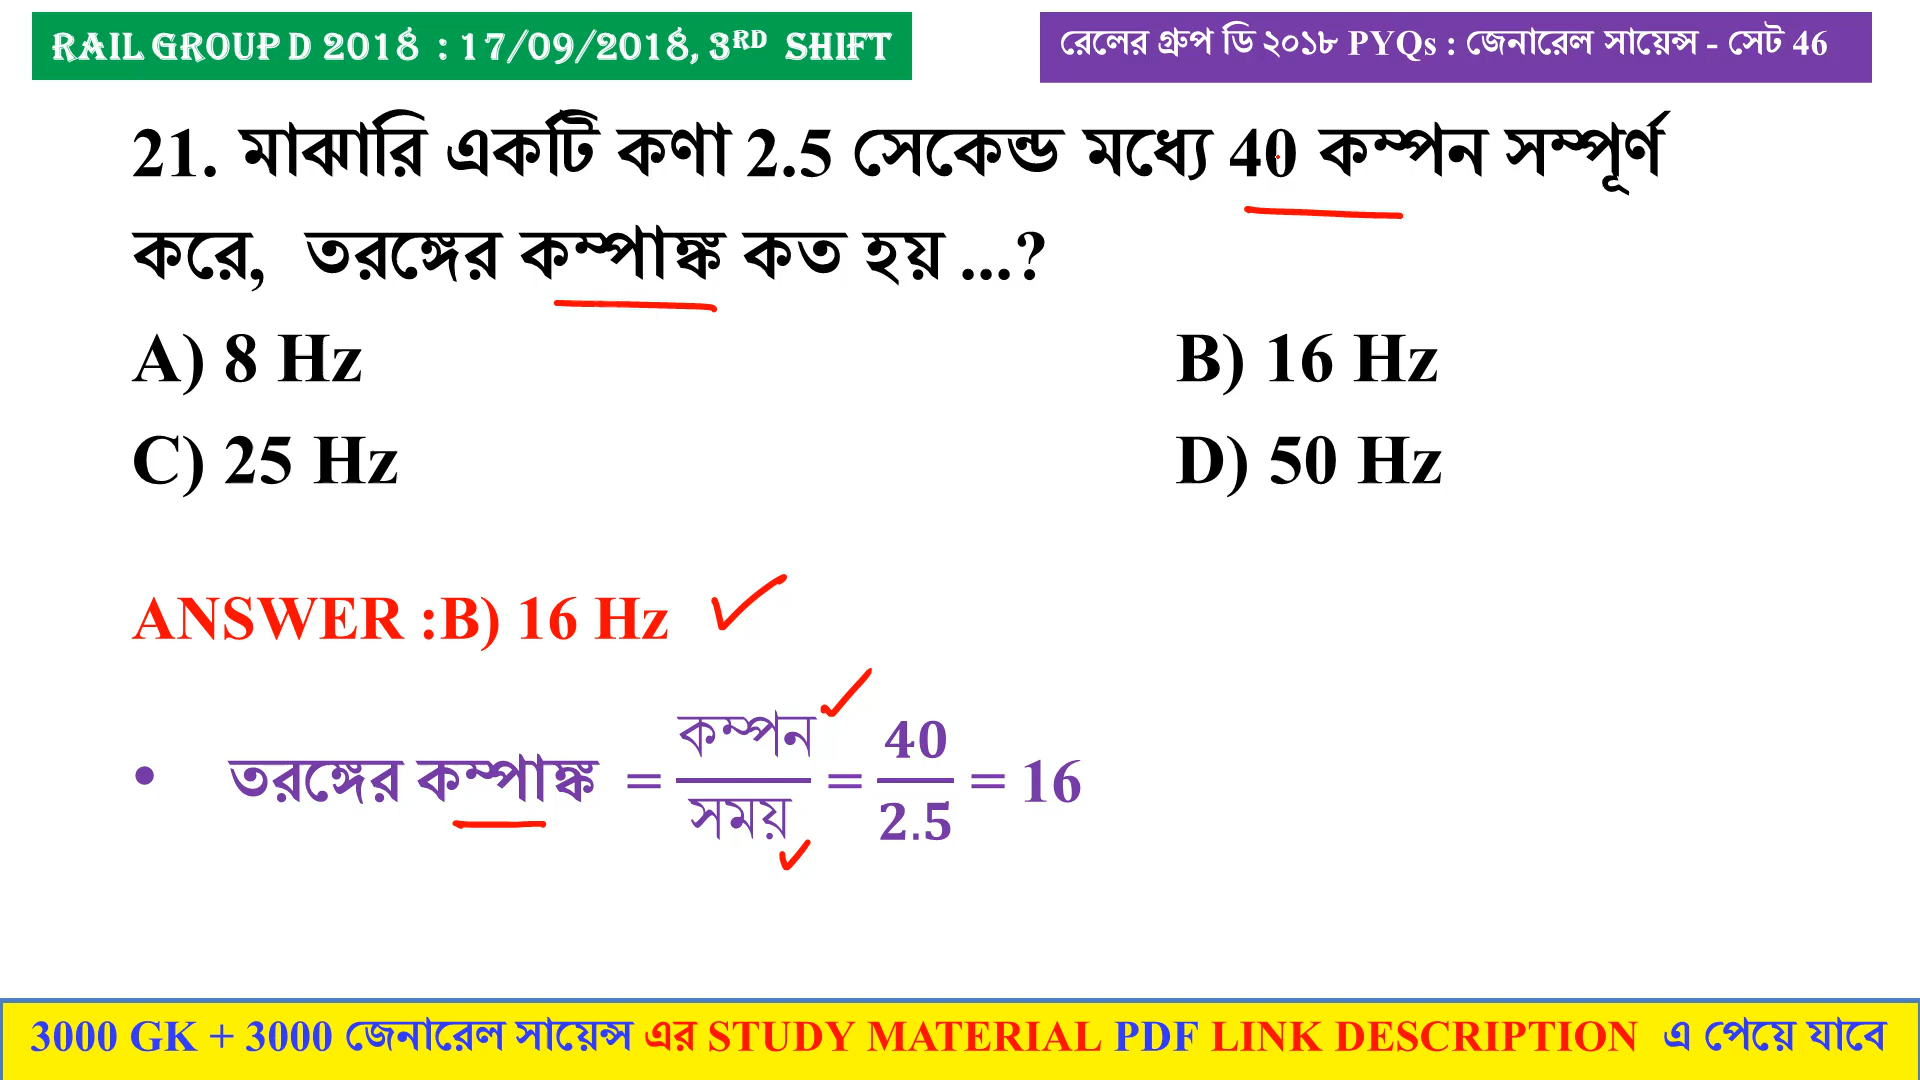 RAIL GROUP D 2018 : 17/09/2018, 3RD SHIFT
রেলের গ্রুপ ডি ২০১৮ PYQs : জেনারেল সায়েন্স - সেট 46
21. মাঝারি একটি কণা 2.5 সেকেন্ড মধ্যে 40 কম্পন সম্পূর্ণ
করে, তরঙ্গের কম্পাঙ্ক কত হয় ...?
A) 8 Hz
B) 16 Hz
C) 25 Hz
D) 50 Hz
ANSWER :B) 16 Hz
• তরঙ্গের কম্পাঙ্ক = কম্পন/সময় = 40/2.5 = 16
3000 GK + 3000 জেনারেল সায়েন্স এর STUDY MATERIAL PDF LINK DESCRIPTION এ পেয়ে যাবে